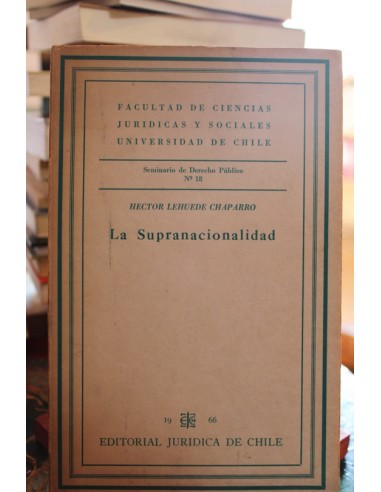 FACULTAD DE CIENCIAS
JURIDICAS Y SOCIALES
UNIVERSIDAD DE CHILE
Seminario de Derecho Público
Nº 18
HECTOR LEHUEDE CHAPARRO
La Supranacionalidad
19 66
EDITORIAL JURIDICA DE CHILE